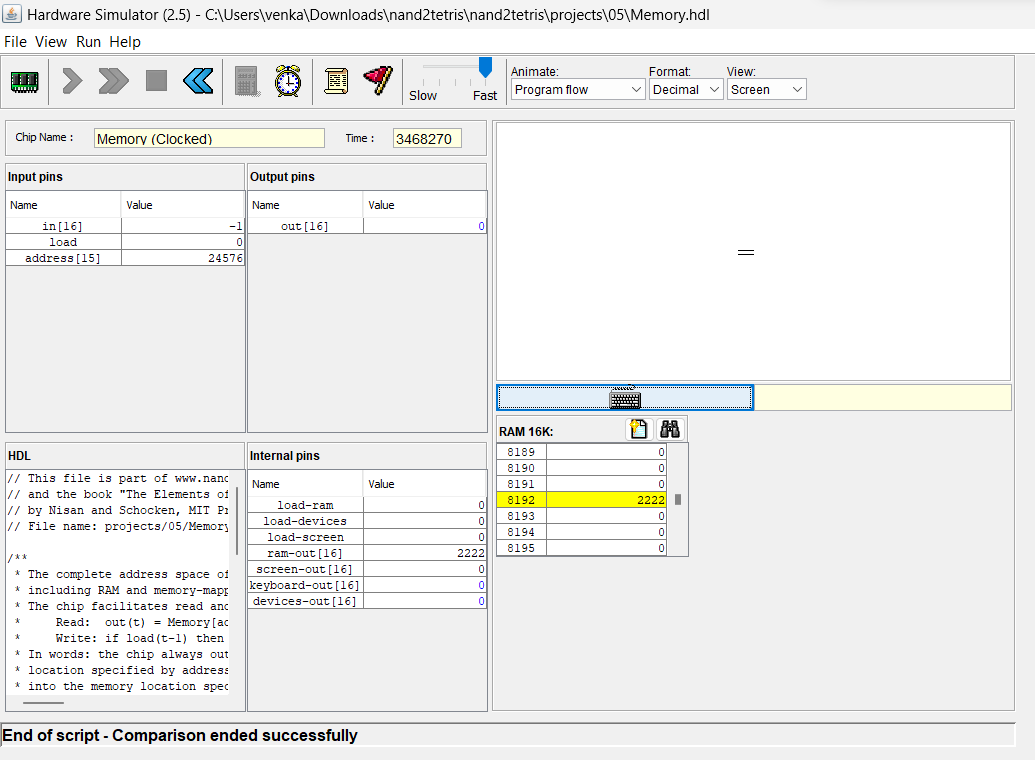 Hardware Simulator (2.5) - C:\Users\venka\Downloads\nand2tetris\nand2tetris\projects\05\Memory.hdl
File View Run Help
Slow Fast
Animate: Format: View:
Program flow Decimal Screen
Chip Name : Memory (Clocked) Time : 3468270
Input pins
Name Value
in[16] -1
load 0
address[15] 24576
Output pins
Name Value
out[16] 0
HDL
// This file is part of www.nand
// and the book "The Elements of
// by Nisan and Schocken, MIT Pr
// File name: projects/05/Memory
/**
* The complete address space of
* including RAM and memory-mapp
* The chip facilitates read and
* Read: out(t) = Memory[ad
* Write: if load(t-1) then
* In words: the chip always out
* location specified by address
* into the memory location spec
Internal pins
Name Value
load-ram 0
load-devices 0
load-screen 0
ram-out[16] 2222
screen-out[16] 0
keyboard-out[16] 0
devices-out[16] 0
RAM 16K:
8189 0
8190 0
8191 0
8192 2222
8193 0
8194 0
8195 0
End of script - Comparison ended successfully